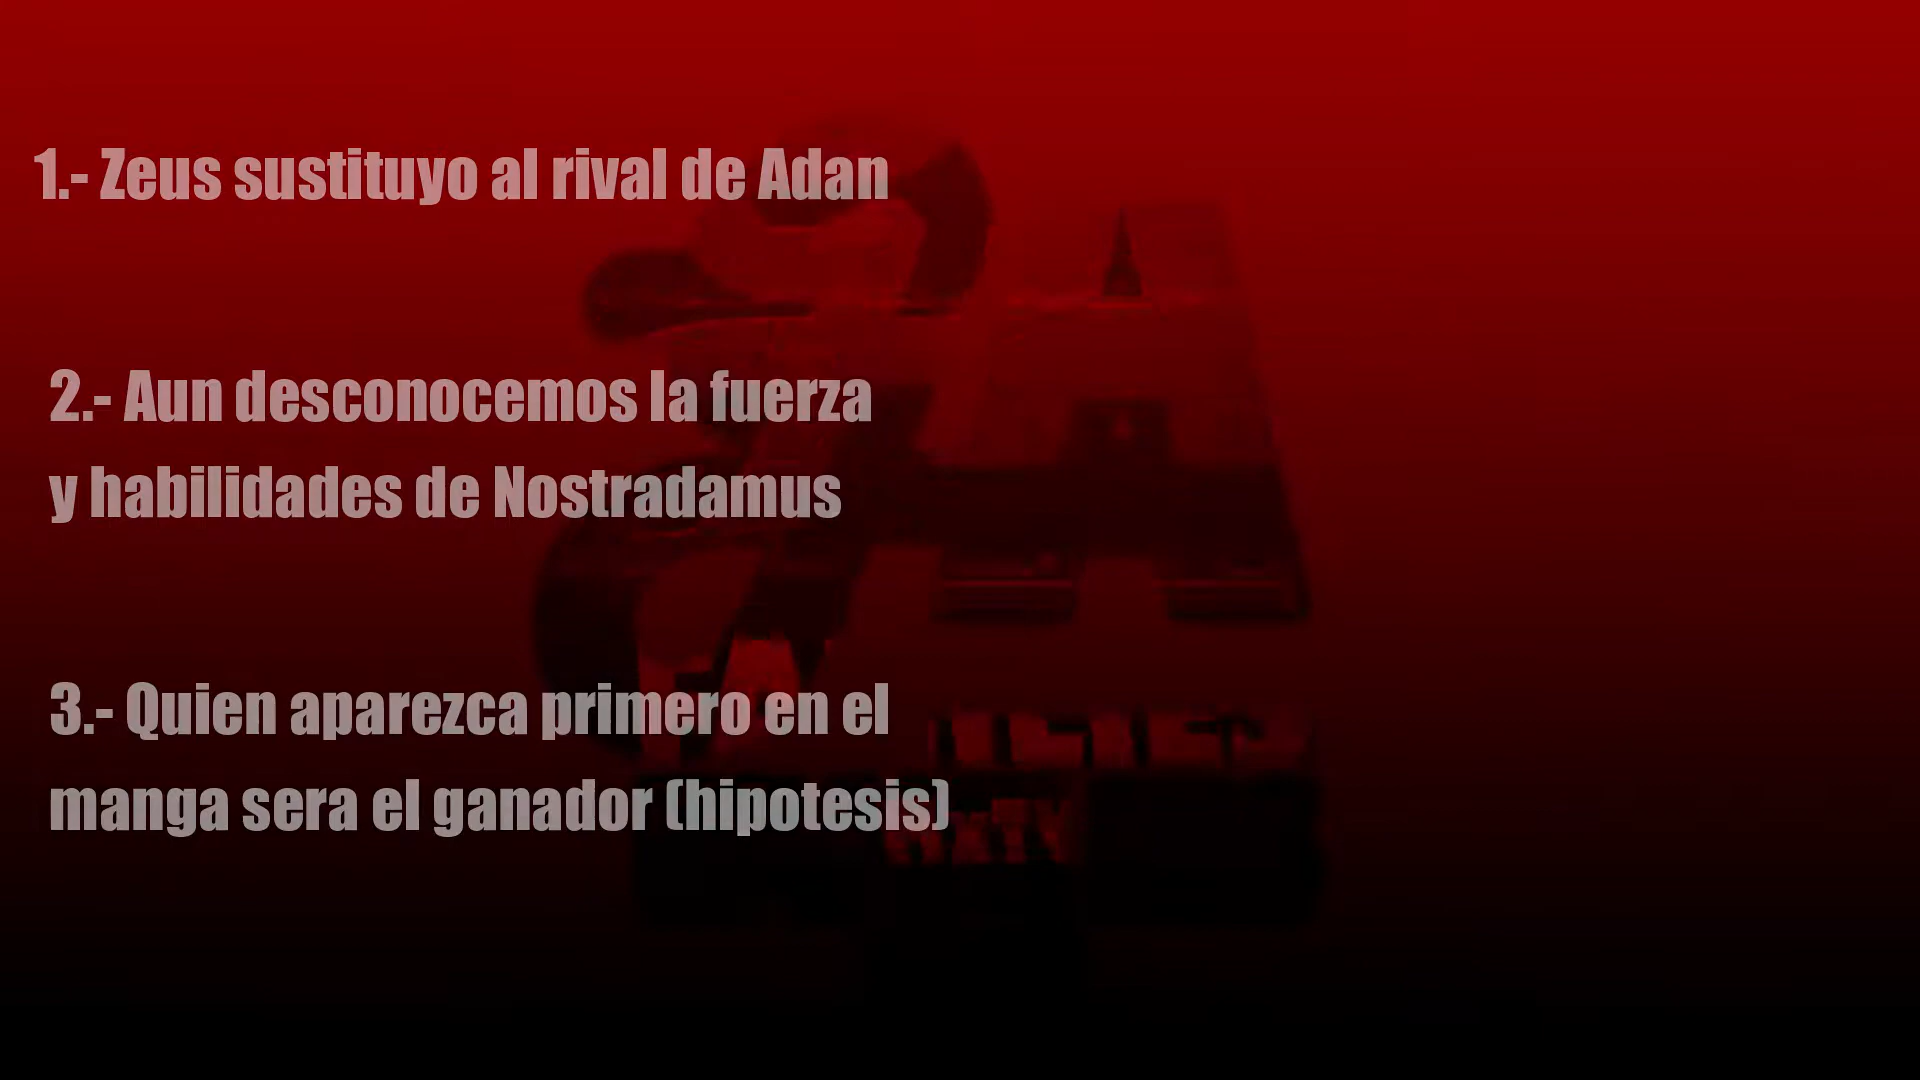 1.- Zeus sustituyo al rival de Adan
2.- Aun desconocemos la fuerza
y habilidades de Nostradamus
3.- Quien aparezca primero en el
manga sera el ganador (hipotesis)